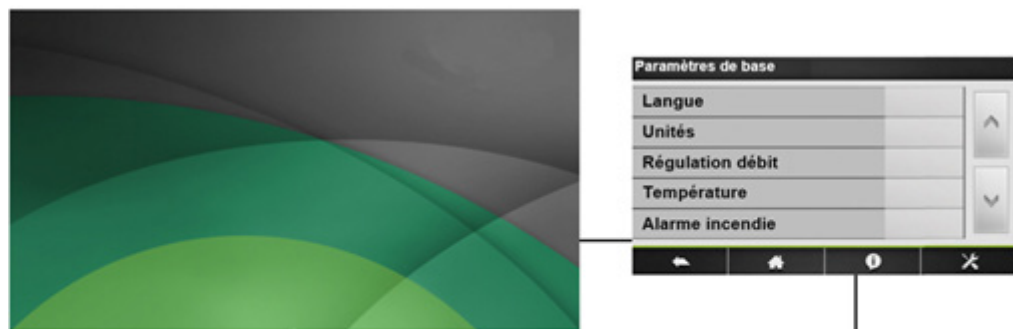 Paramètres de base
Langue
Unités
Régulation débit
Température
Alarme incendie